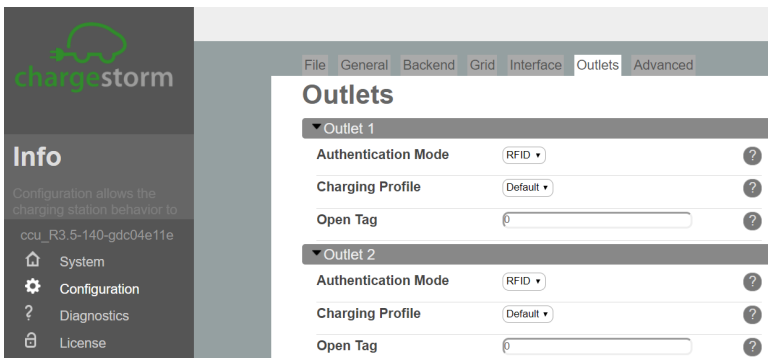 chargestorm
Info
Configuration allows the
charging station behavior to
ccu_R3.5-140-gdc04e11e
System
Configuration
Diagnostics
License
File General Backend Grid Interface Outlets Advanced
Outlets
Outlet 1
Authentication Mode RFID ?
Charging Profile Default ?
Open Tag 0 ?
Outlet 2
Authentication Mode RFID ?
Charging Profile Default ?
Open Tag 0 ?